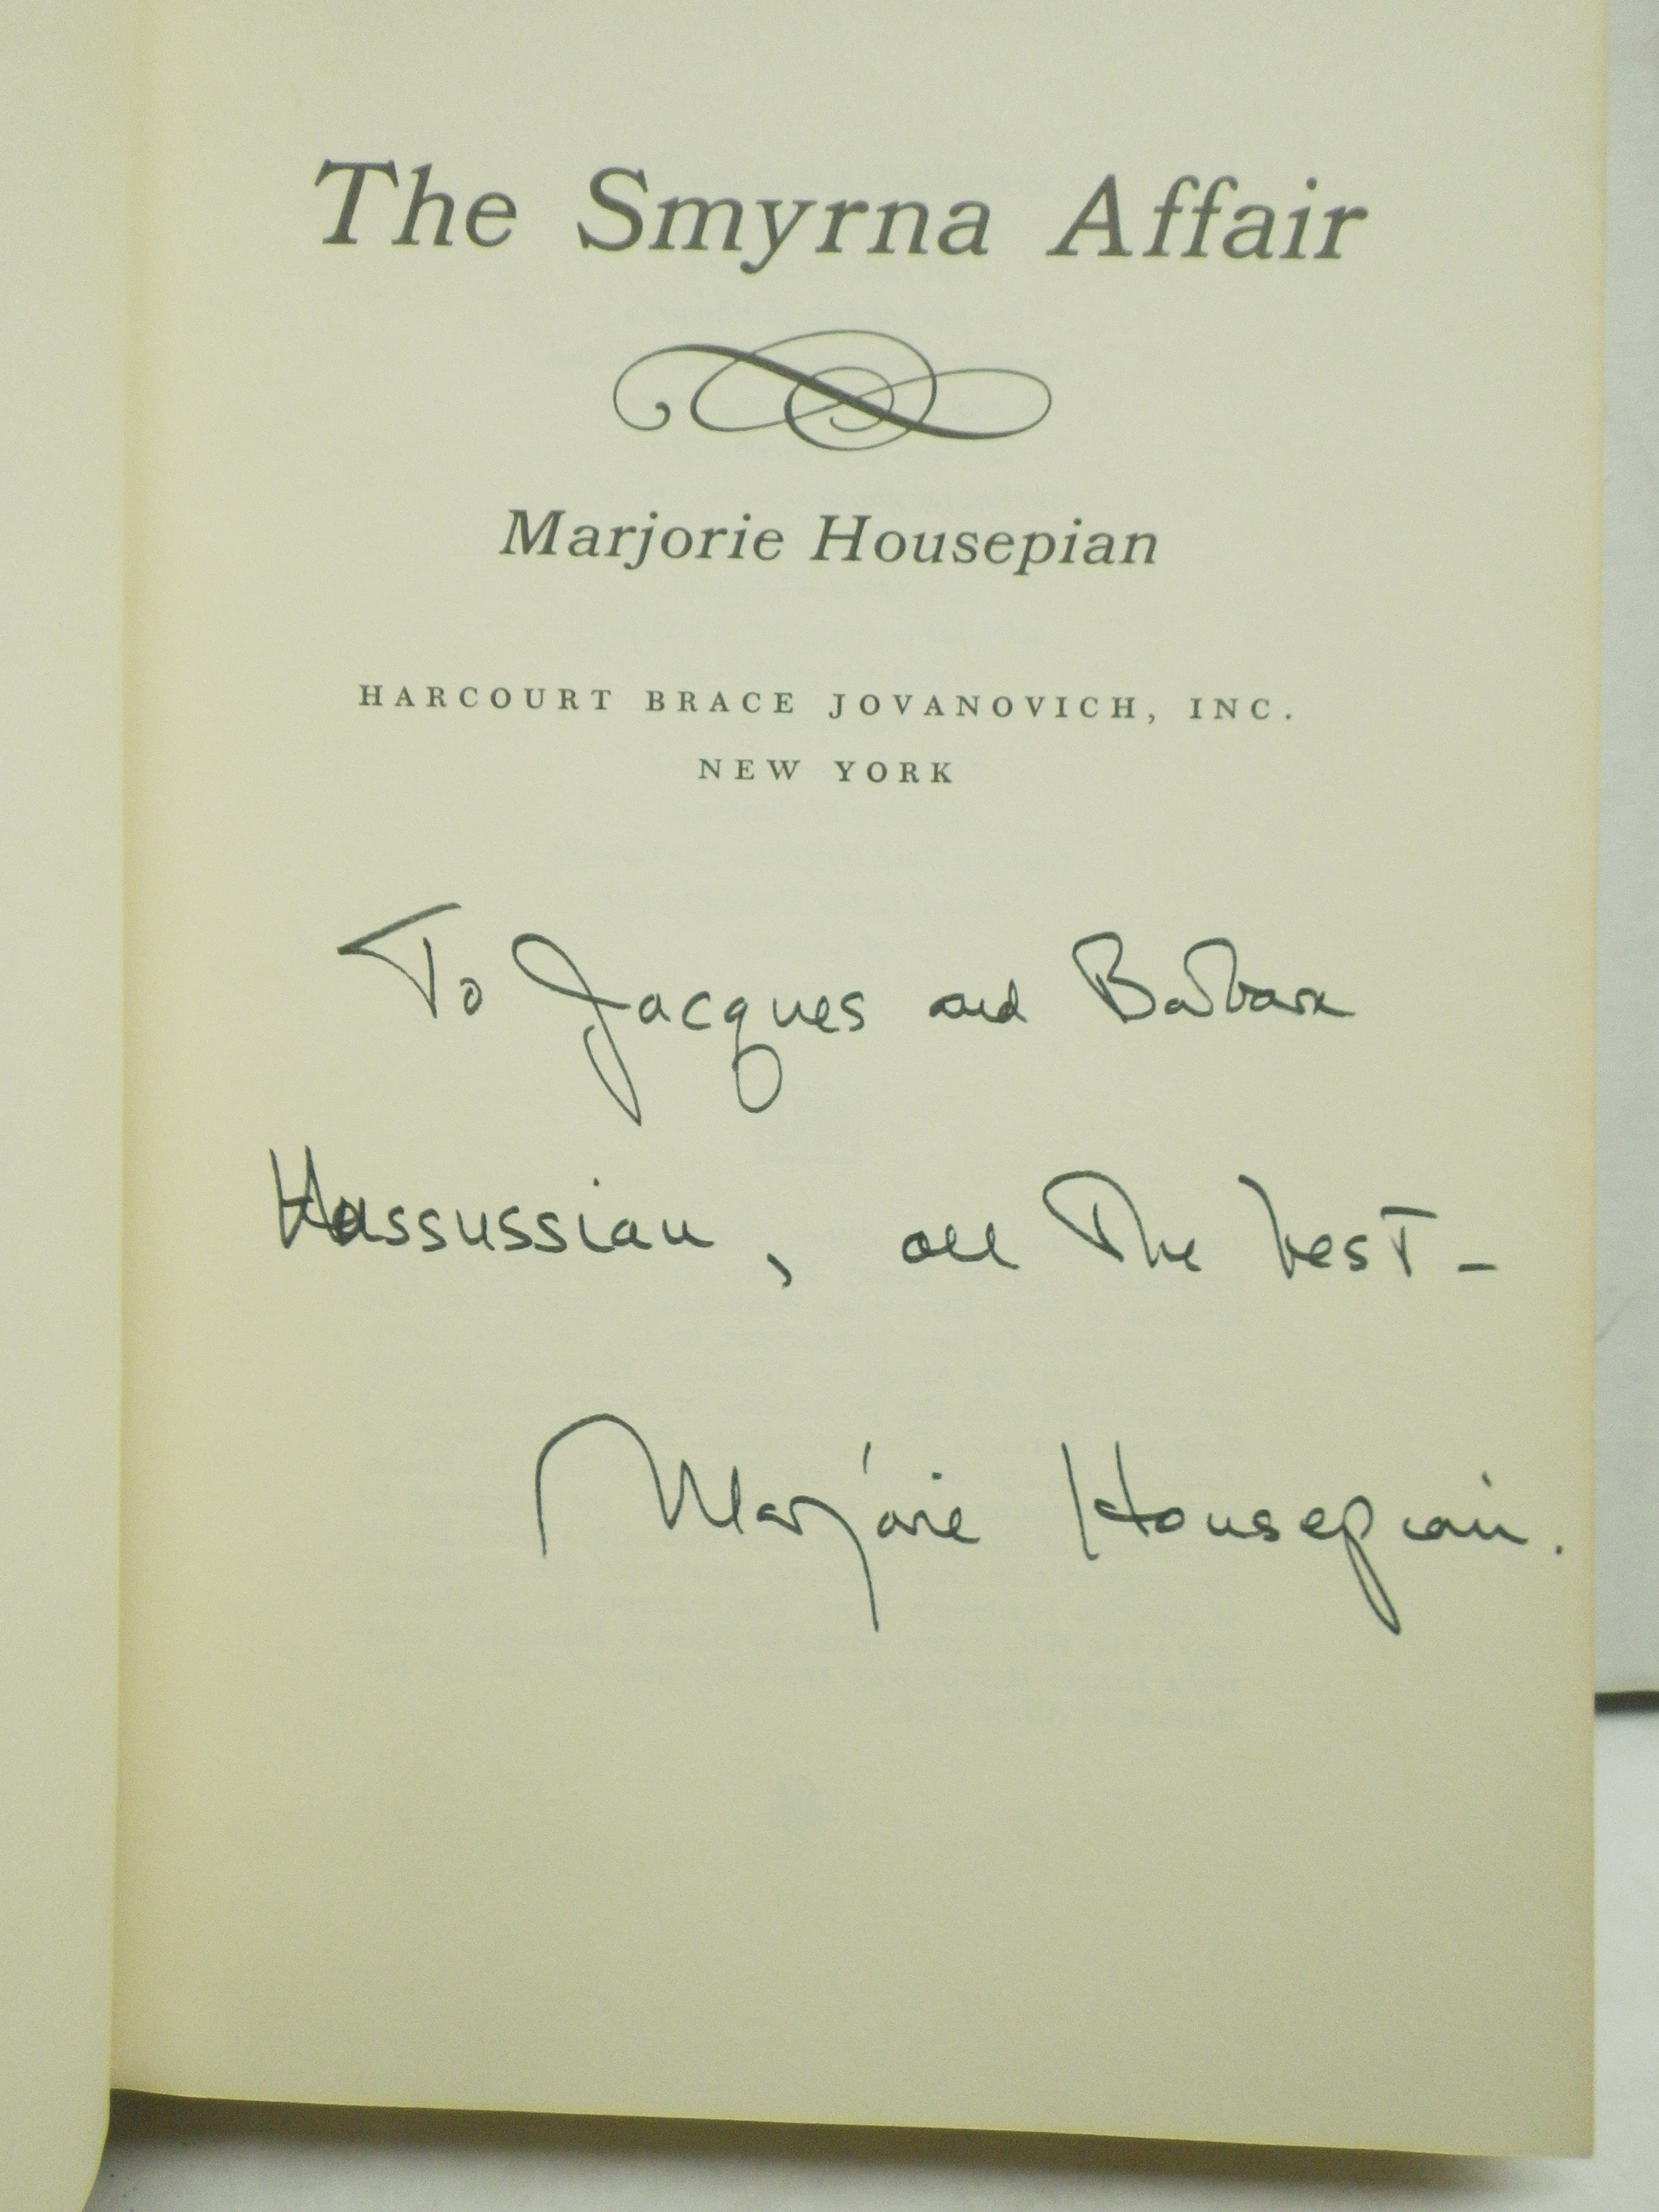 The Smyrna Affair
Marjorie Housepian
HARCOURT BRACE JOVANOVICH, INC.
NEW YORK
To Jacques and Barbara
Hassussian, all The best–
Marjorie Housepian.